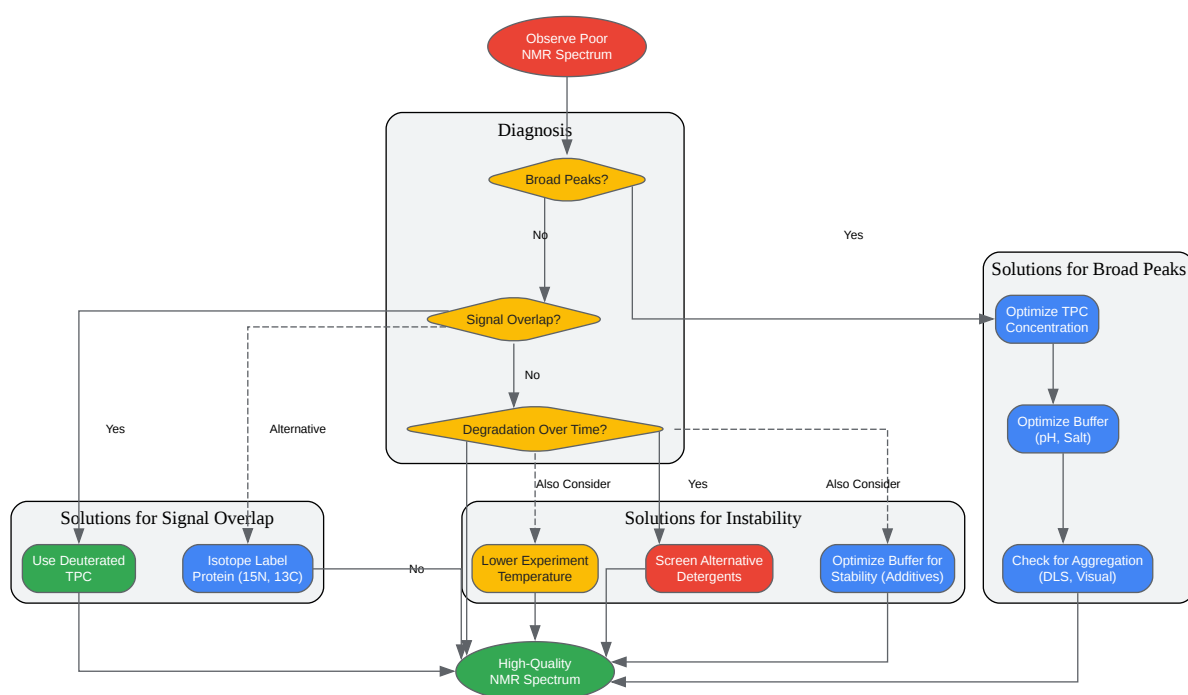 Observe Poor
NMR Spectrum
Diagnosis
Broad Peaks?
No
Yes
Solutions for Broad Peaks
Optimize TPC
Concentration
Signal Overlap?
No
Optimize Buffer
(pH, Salt)
Yes
Alternative
Degradation Over Time?
Also Consider
Yes
Also Consider
Solutions for Signal Overlap
Solutions for Instability
Use Deuterated
TPC
Isotope Label
Protein (15N, 13C)
No
Lower Experiment
Temperature
Screen Alternative
Detergents
Optimize Buffer for
Stability (Additives)
Check for Aggregation
(DLS, Visual)
High-Quality
NMR Spectrum